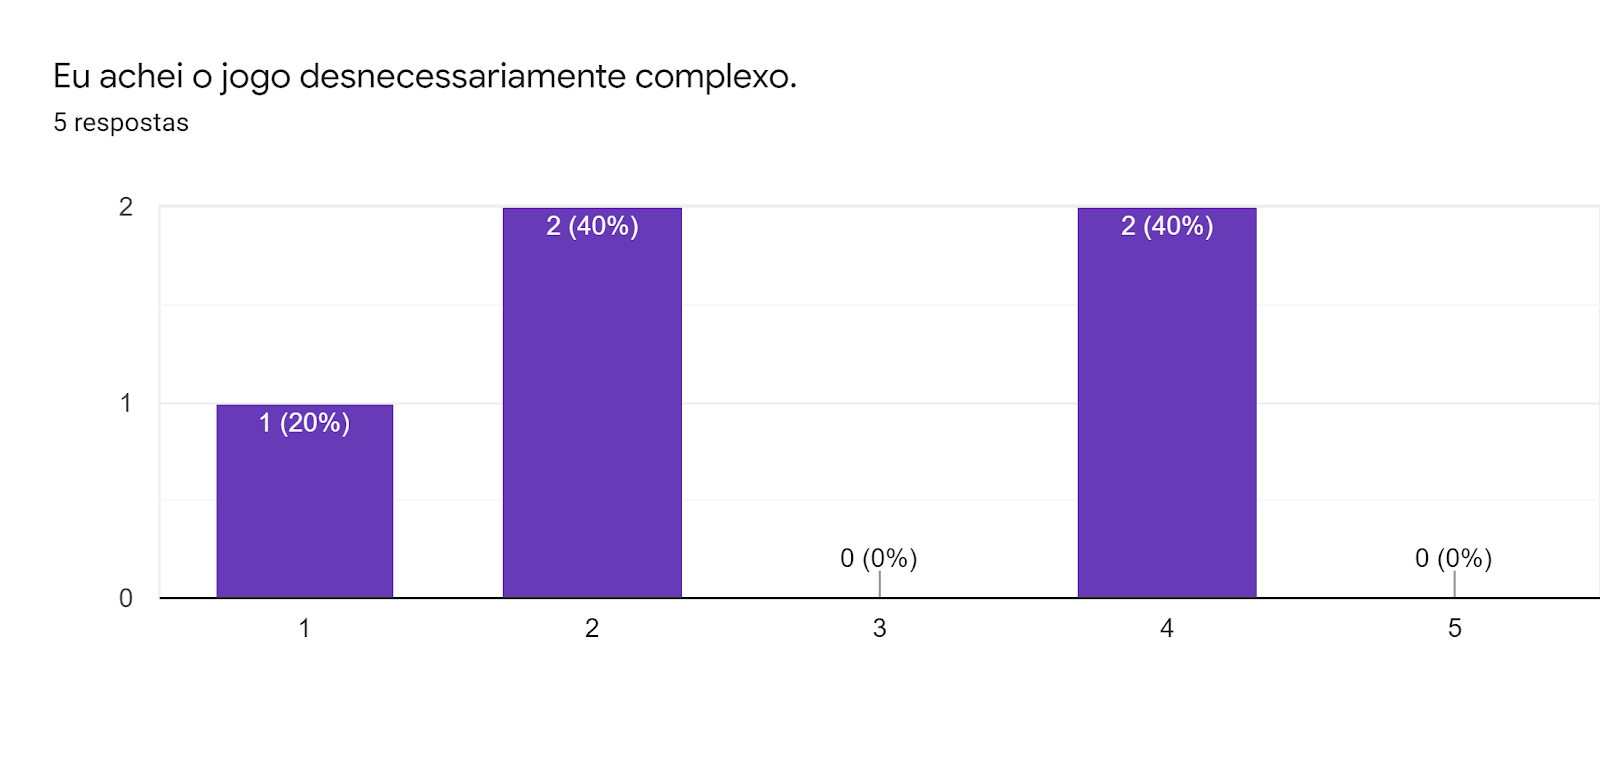 Eu achei o jogo desnecessariamente complexo.
5 respostas
2
2 (40%)
2 (40%)
1
1 (20%)
0 (0%)
0 (0%)
0
1 2 3 4 5